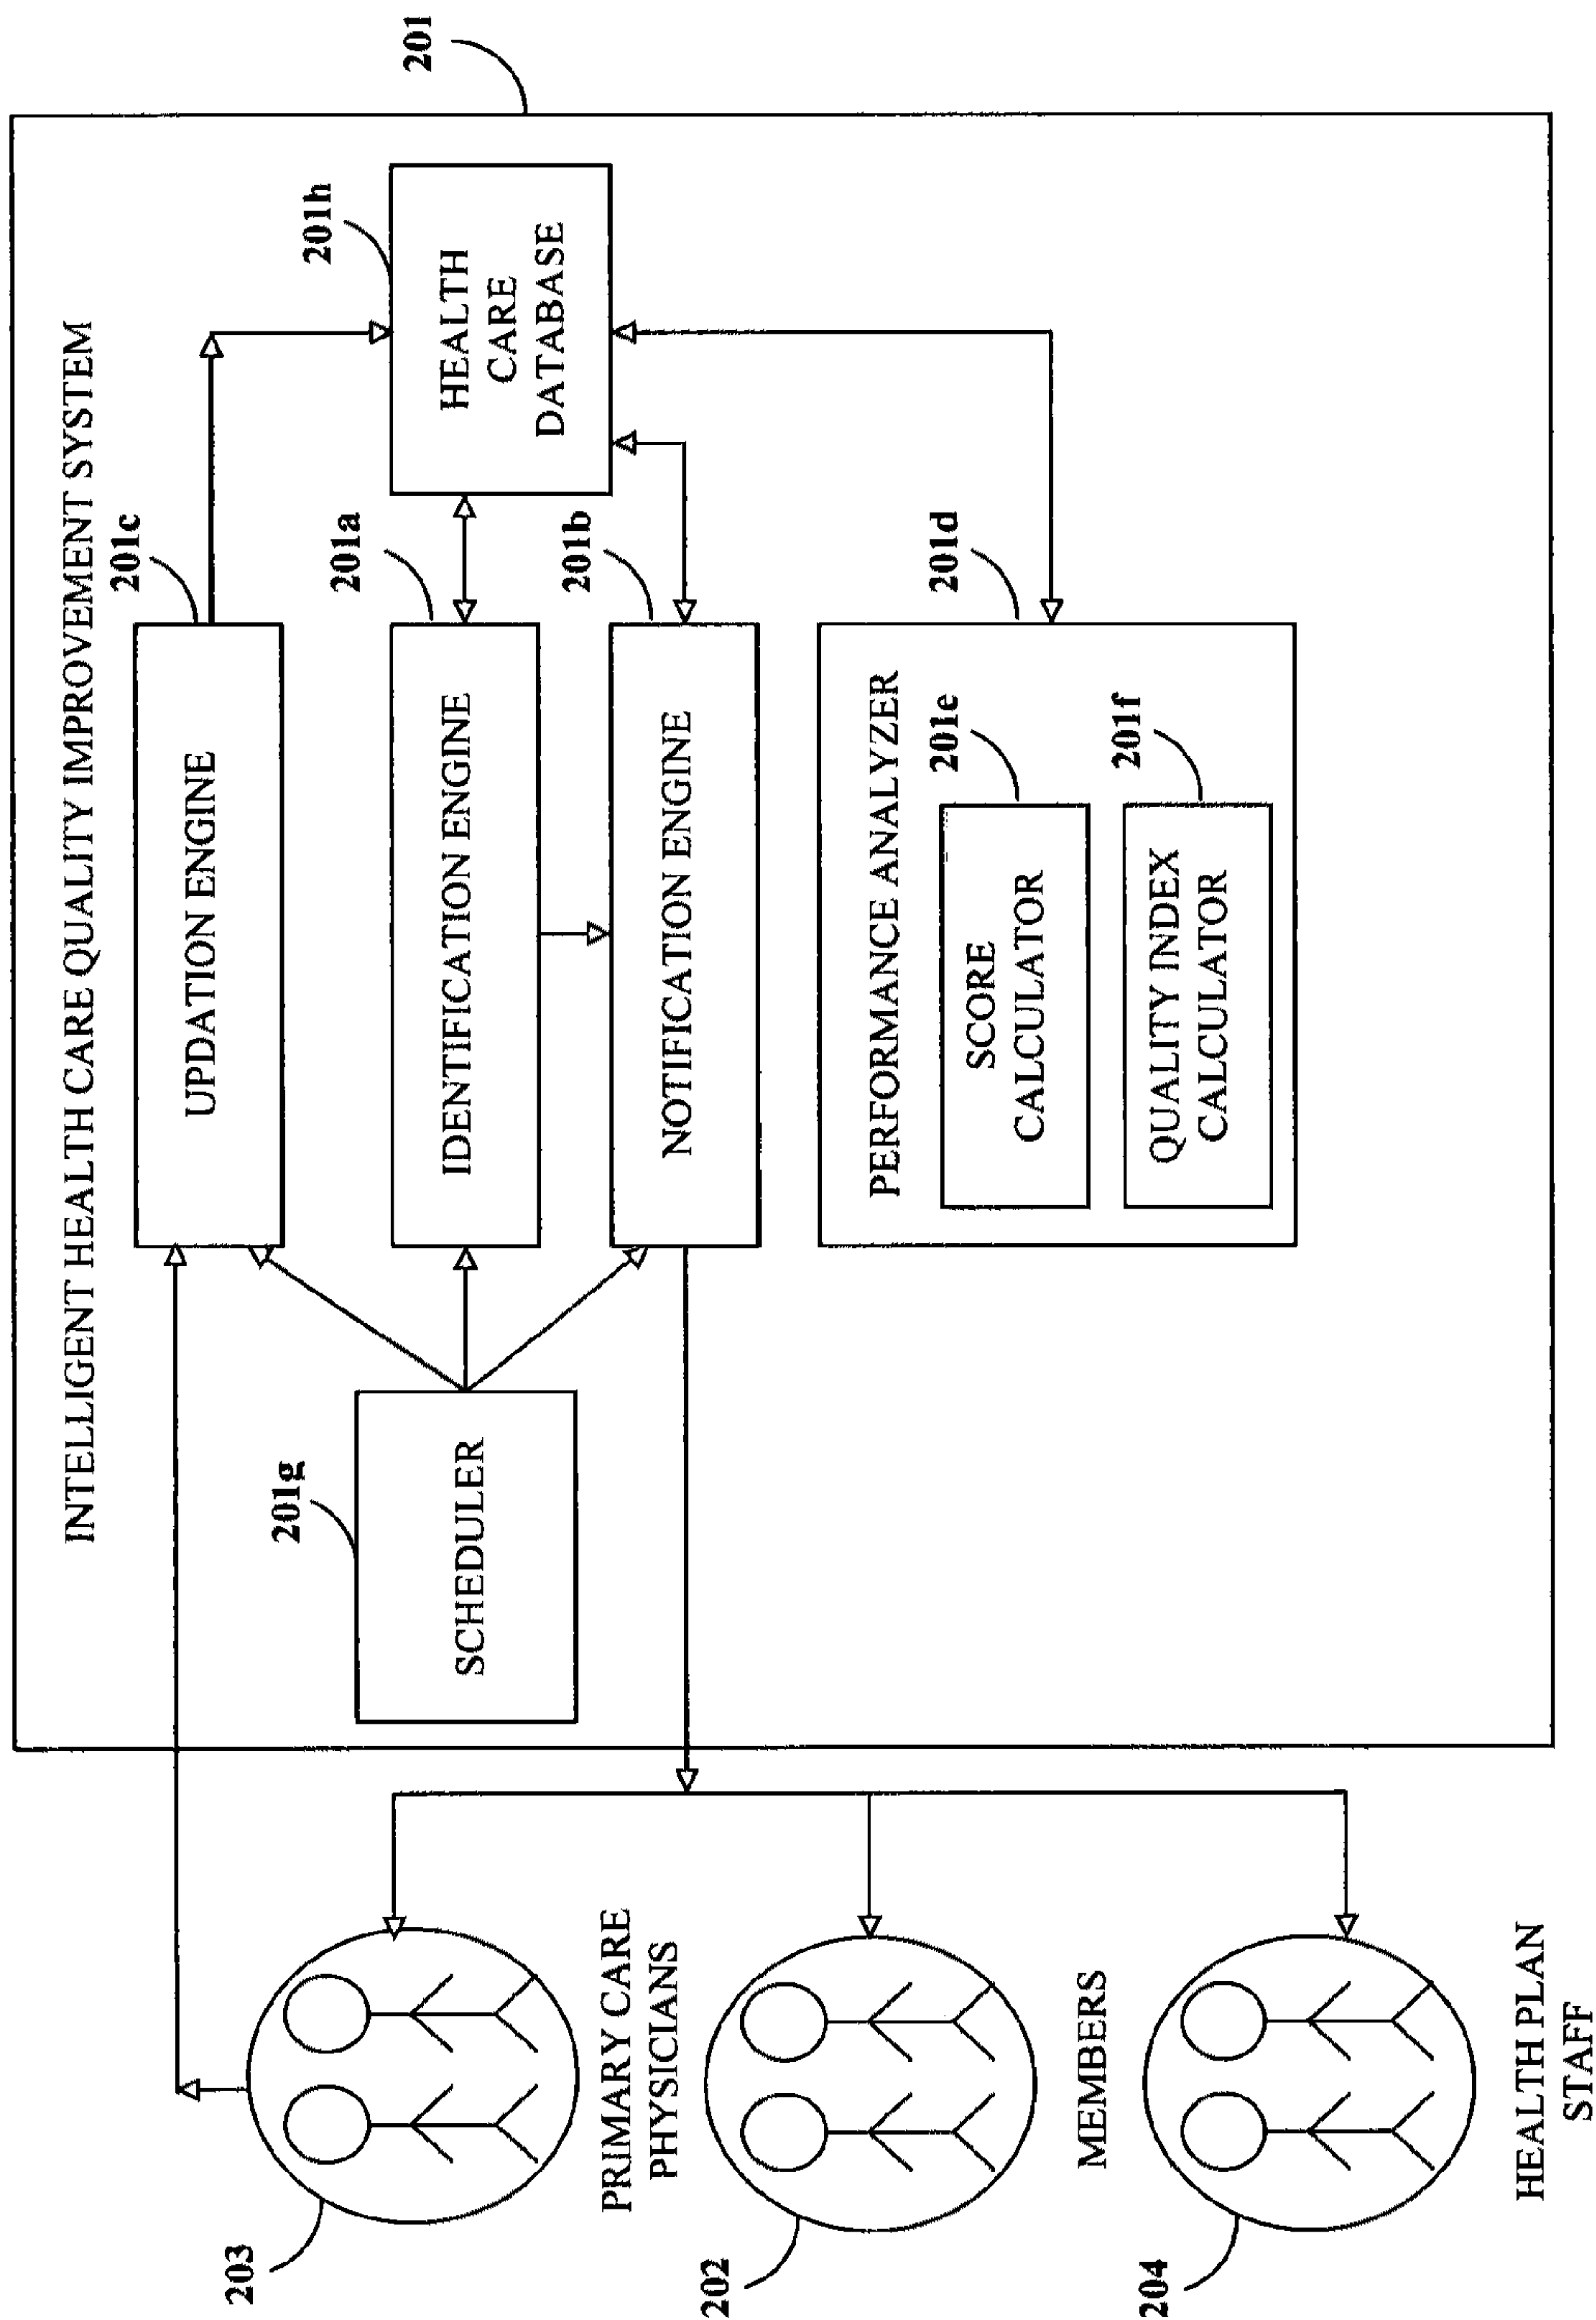 INTELLIGENT HEALTH CARE QUALITY IMPROVEMENT SYSTEM
201
201c
UPDATION ENGINE
201h
HEALTH
CARE
DATABASE
201g
SCHEDULER
201a
IDENTIFICATION ENGINE
201b
NOTIFICATION ENGINE
201d
PERFORMANCE ANALYZER
201e
SCORE
CALCULATOR
201f
QUALITY INDEX
CALCULATOR
203
PRIMARY CARE
PHYSICIANS
202
MEMBERS
204
HEALTH PLAN
STAFF